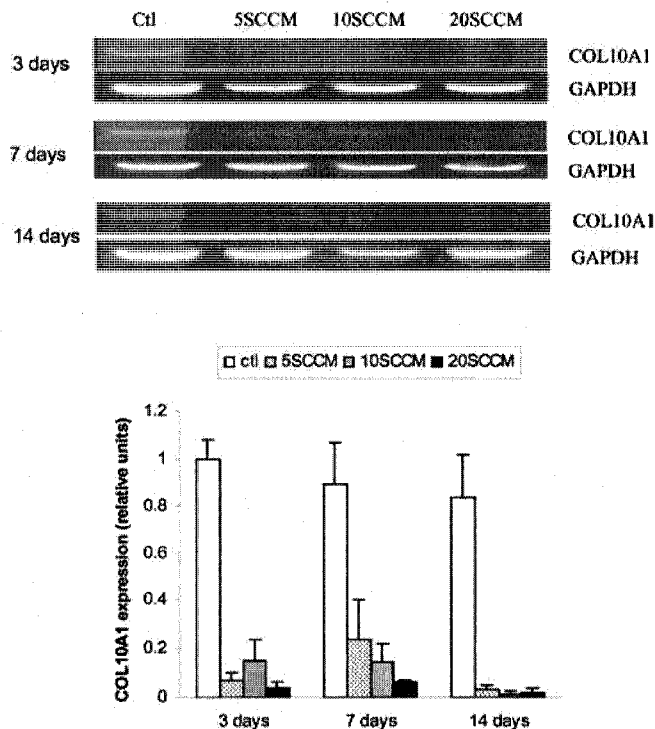 Ctl 5SCCM 10SCCM 20SCCM
3 days COL10A1
GAPDH
7 days COL10A1
GAPDH
14 days COL10A1
GAPDH
ctl 5SCCM 10SCCM 20SCCM
COL10A1 expression (relative units)
1.2
1
0.8
0.6
0.4
0.2
0
3 days 7 days 14 days